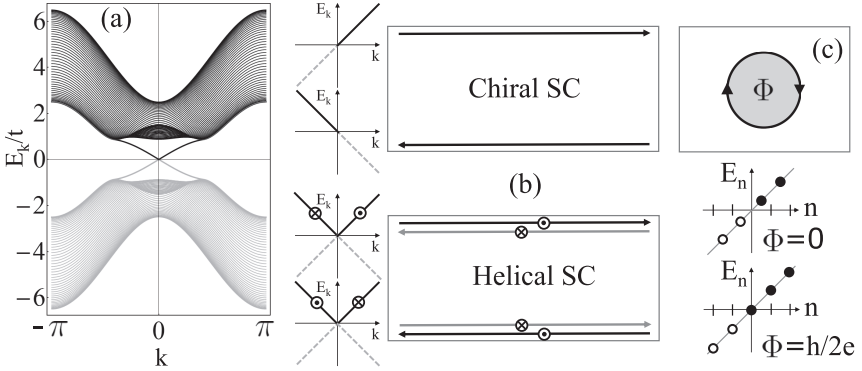 (a)
E_k/t
6
4
2
0
−2
−4
−6
-π
0
π
k
E_k
k
E_k
k
Chiral SC
(b)
E_k
k
E_k
k
Helical SC
(c)
Φ
E_n
n
Φ=0
E_n
n
Φ=h/2e